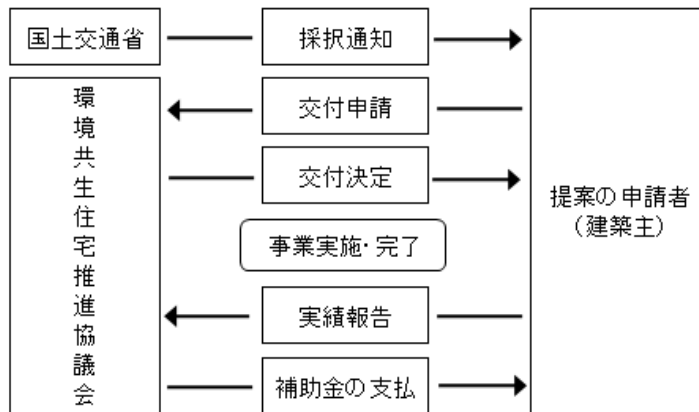 国土交通省
採択通知
環境共生住宅推進協議会
交付申請
交付決定
事業実施・完了
実績報告
補助金の支払
提案の申請者
（建築主）